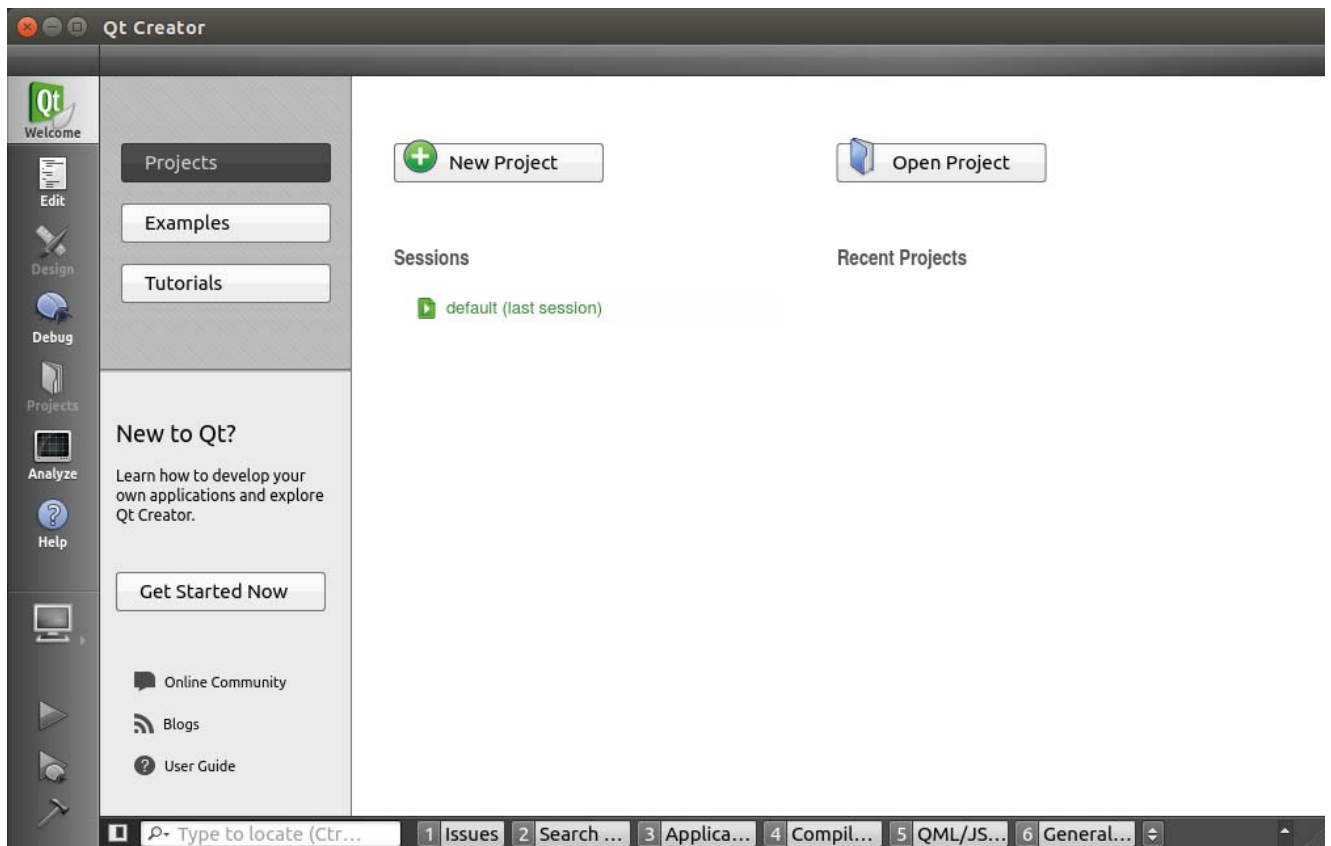 Qt Creator
Qt
Welcome
Edit
Design
Debug
Projects
Analyze
Help
Projects
Examples
Tutorials
New to Qt?
Learn how to develop your
own applications and explore
Qt Creator.
Get Started Now
Online Community
Blogs
User Guide
New Project
Open Project
Sessions
Recent Projects
default (last session)
Type to locate (Ctr...
1 Issues 2 Search ... 3 Applica... 4 Compil... 5 QML/JS... 6 General...